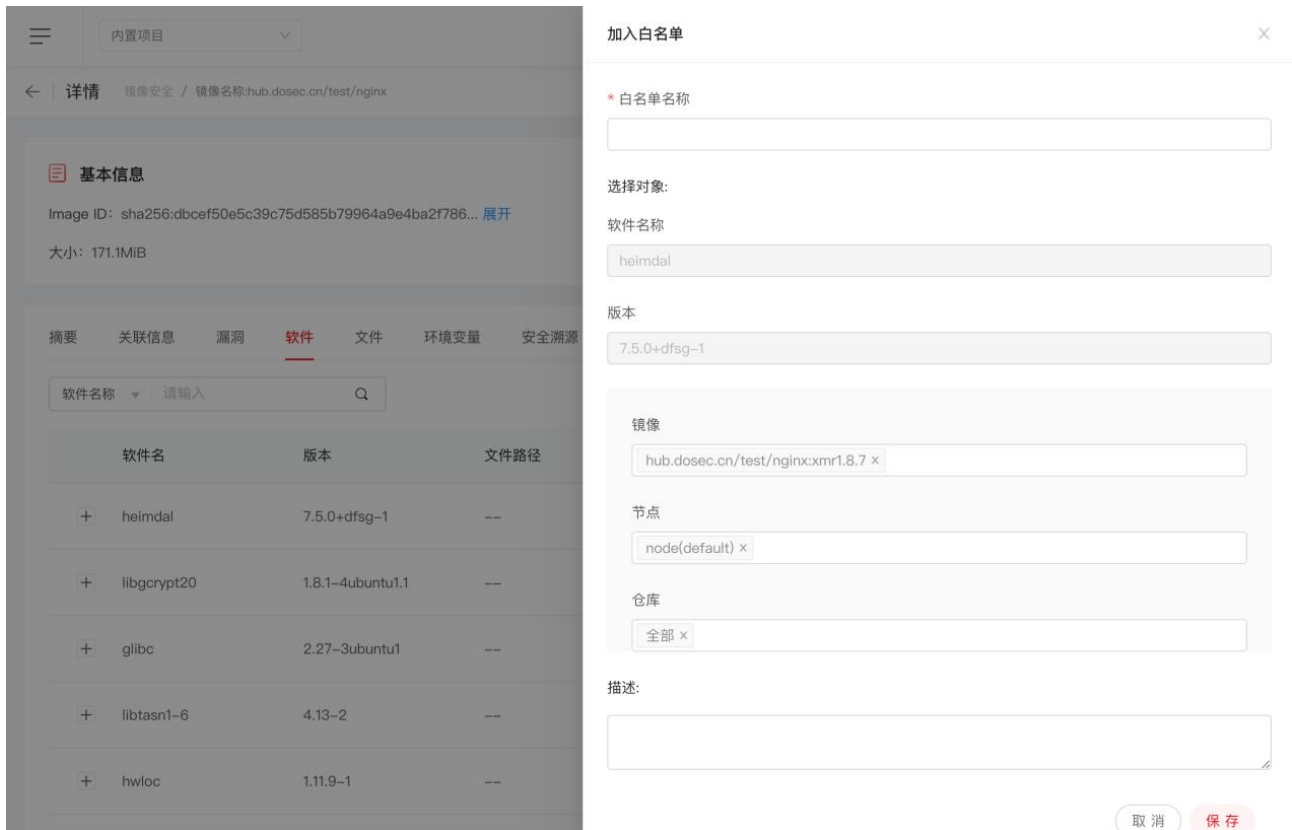 内置项目
详情 镜像安全 / 镜像名称:hub.dosec.cn/test/nginx
基本信息
Image ID: sha256:dbcef50e5c39c75d585b79964a9e4ba2f786... 展开
大小: 171.1MiB
摘要 关联信息 漏洞 软件 文件 环境变量 安全溯源
软件名称 请输入
软件名 版本 文件路径
+ heimdal 7.5.0+dfsg-1 --
+ libgcrypt20 1.8.1-4ubuntu1.1 --
+ glibc 2.27-3ubuntu1 --
+ libtasn1-6 4.13-2 --
+ hwloc 1.11.9-1 --
加入白名单
* 白名单名称
选择对象:
软件名称
heimdal
版本
7.5.0+dfsg-1
镜像
hub.dosec.cn/test/nginx:xmr1.8.7 ×
节点
node(default) ×
仓库
全部 ×
描述:
取消 保存